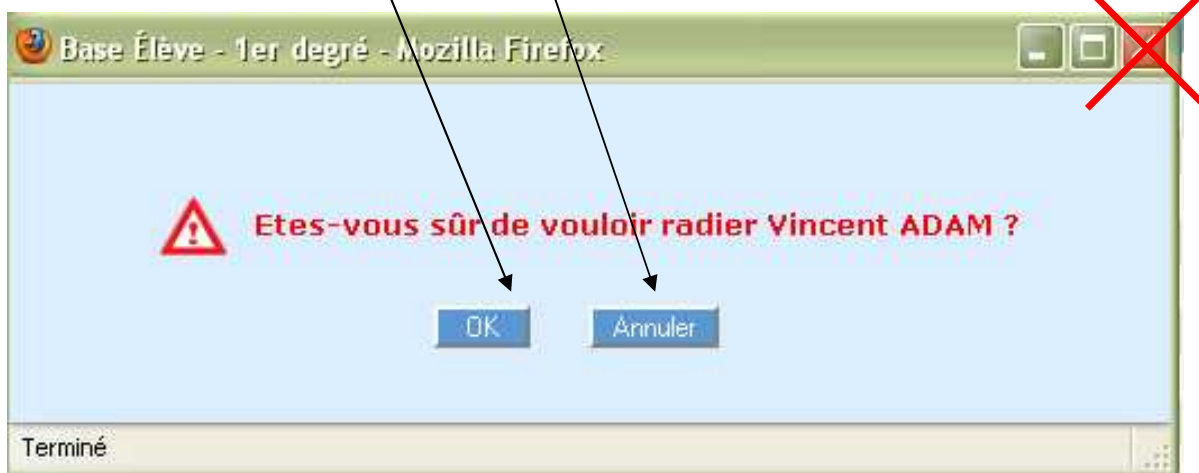 Base Élève - 1er degré - Mozilla Firefox
Etes-vous sûr de vouloir radier Vincent ADAM ?
OK Annuler
Terminé